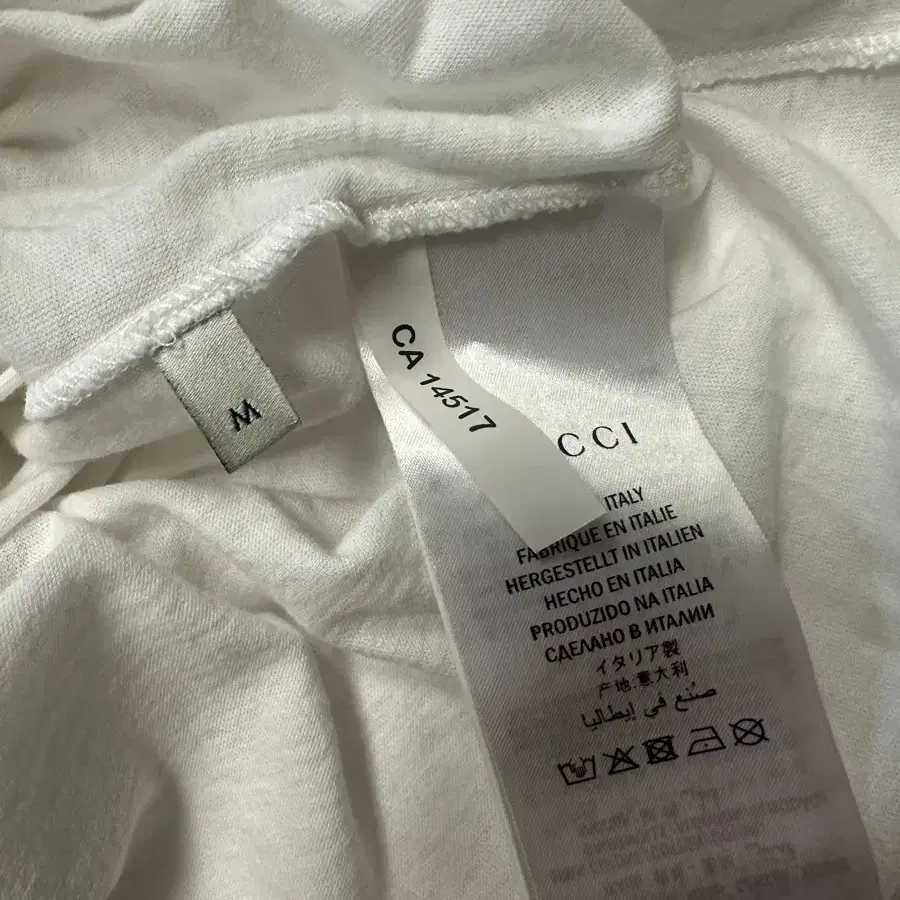 M
CA 14517
CCI
ITALY
FABRIQUE EN ITALIE
HERGESTELLT IN ITALIEN
HECHO EN ITALIA
PRODUZIDO NA ITALIA
СДЕЛАНО В ИТАЛИИ
イタリア製
产地:意大利
صُنع في إيطاليا